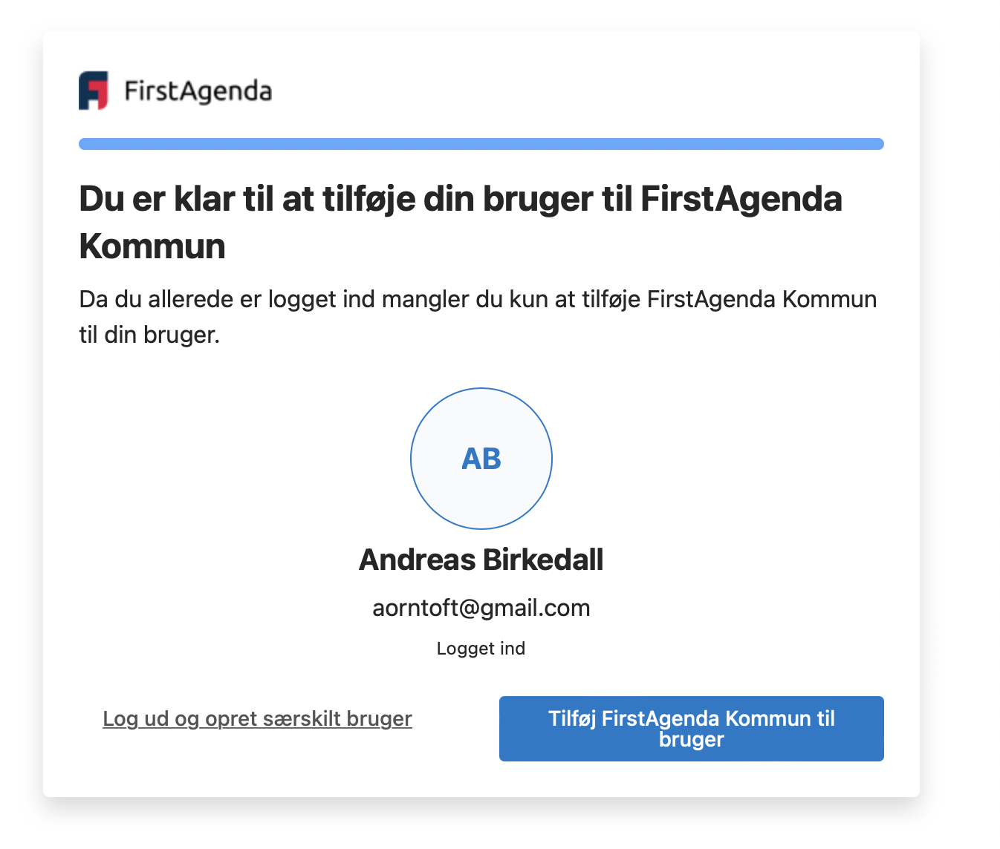 FirstAgenda
Du er klar til at tilføje din bruger til FirstAgenda
Kommun
Da du allerede er logget ind mangler du kun at tilføje FirstAgenda Kommun
til din bruger.
AB
Andreas Birkedall
aorntoft@gmail.com
Logget ind
Log ud og opret særskilt bruger
Tilføj FirstAgenda Kommun til
bruger